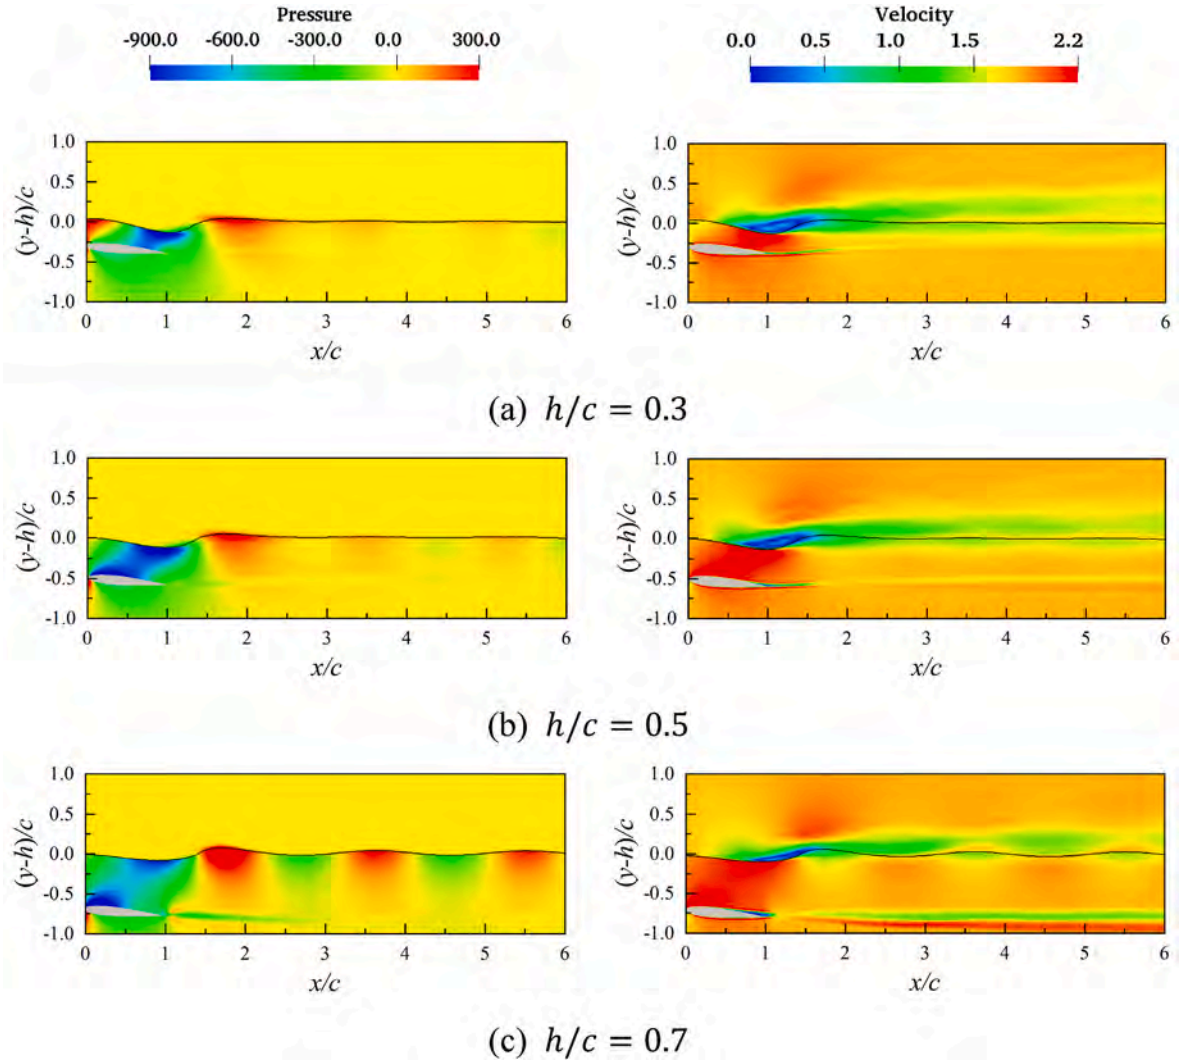 Pressure Velocity
-900.0 -600.0 -300.0 0.0 300.0 0.0 0.5 1.0 1.5 2.2
1.0 1.0
0.5 0.5
0.0 0.0
-0.5 -0.5
-1.0 -1.0
(y-h)/c (y-h)/c
0 1 2 3 4 5 6 0 1 2 3 4 5 6
x/c x/c
(a) h/c = 0.3
1.0 1.0
0.5 0.5
0.0 0.0
-0.5 -0.5
-1.0 -1.0
(y-h)/c (y-h)/c
0 1 2 3 4 5 6 0 1 2 3 4 5 6
x/c x/c
(b) h/c = 0.5
1.0 1.0
0.5 0.5
0.0 0.0
-0.5 -0.5
-1.0 -1.0
(y-h)/c (y-h)/c
0 1 2 3 4 5 6 0 1 2 3 4 5 6
x/c x/c
(c) h/c = 0.7